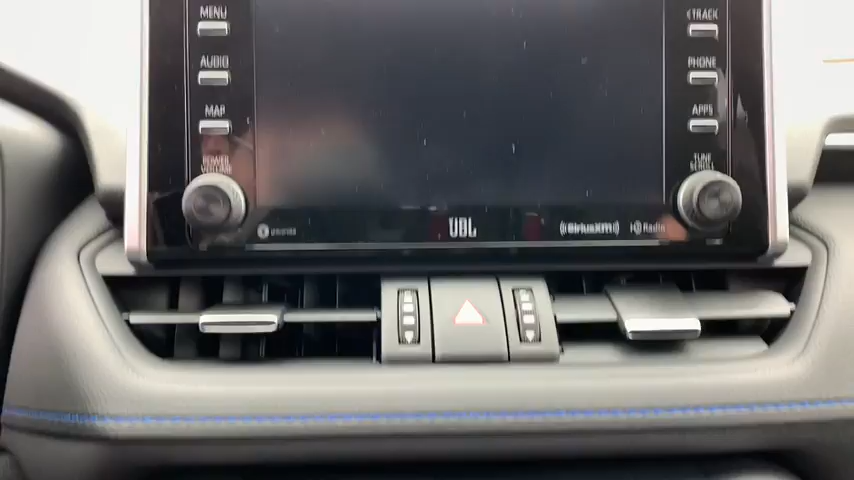 MENU
AUDIO
MAP
POWER
VOLUME
<TRACK
PHONE
APPS
TUNE
SCROLL
JBL
((SiriusXM))
HD Radio